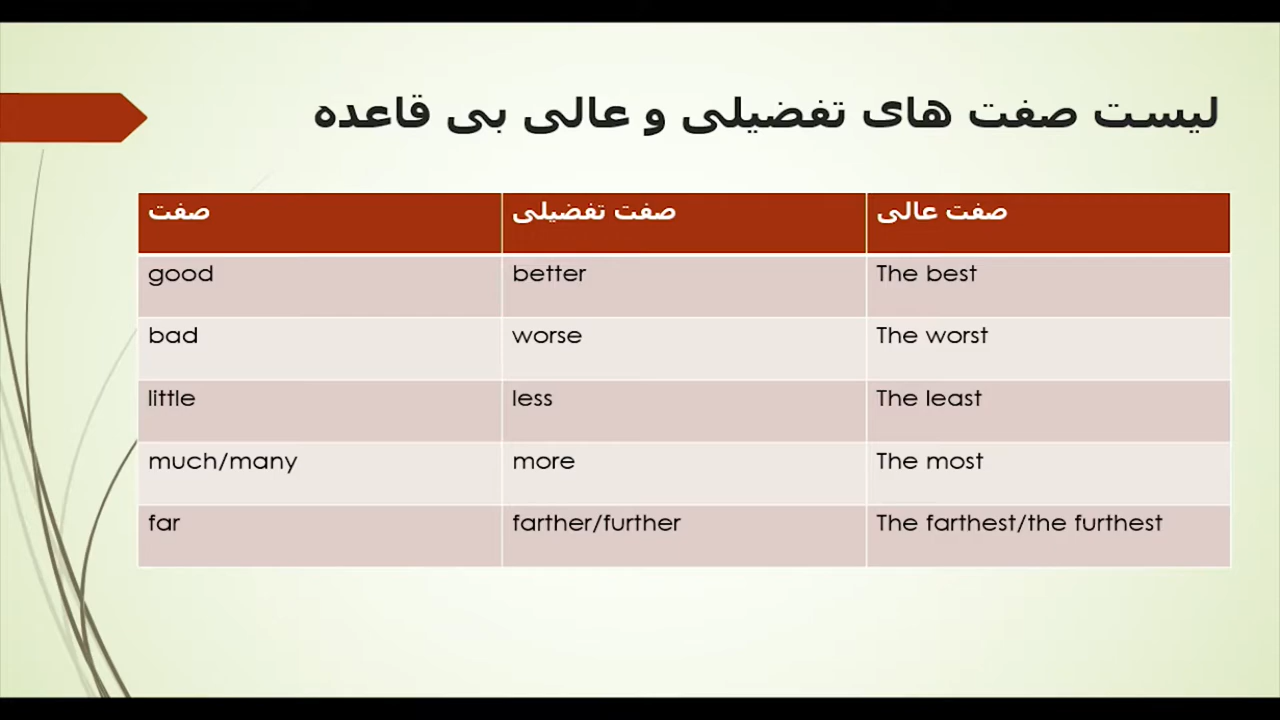 لیست صفت های تفضیلی و عالی بی قاعده
صفت صفت تفضیلی صفت عالی
good better The best
bad worse The worst
little less The least
much/many more The most
far farther/further The farthest/the furthest